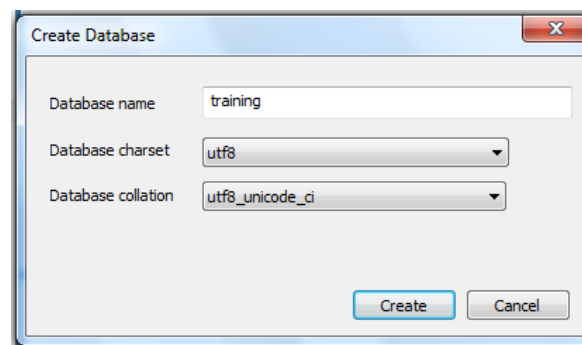 Create Database
Database name training
Database charset utf8
Database collation utf8_unicode_ci
Create Cancel